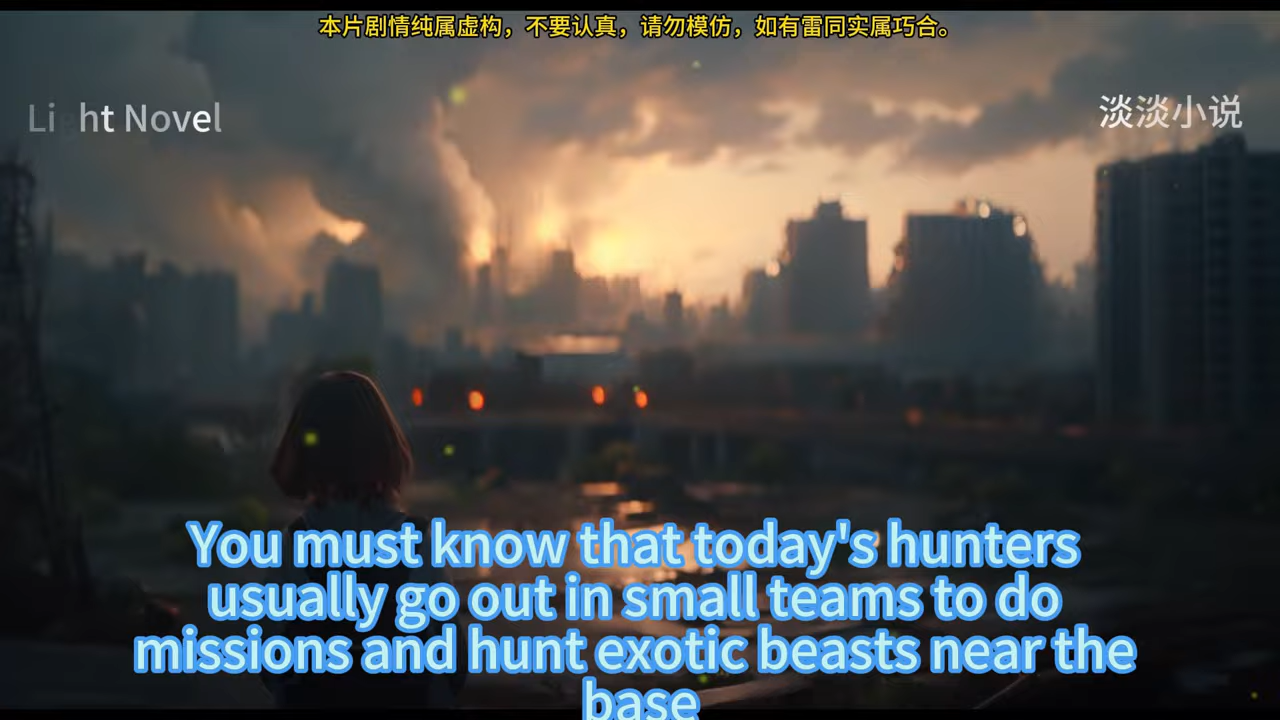 本片剧情纯属虚构，不要认真，请勿模仿，如有雷同实属巧合。
Light Novel
淡淡小说
You must know that today's hunters
usually go out in small teams to do
missions and hunt exotic beasts near the
base